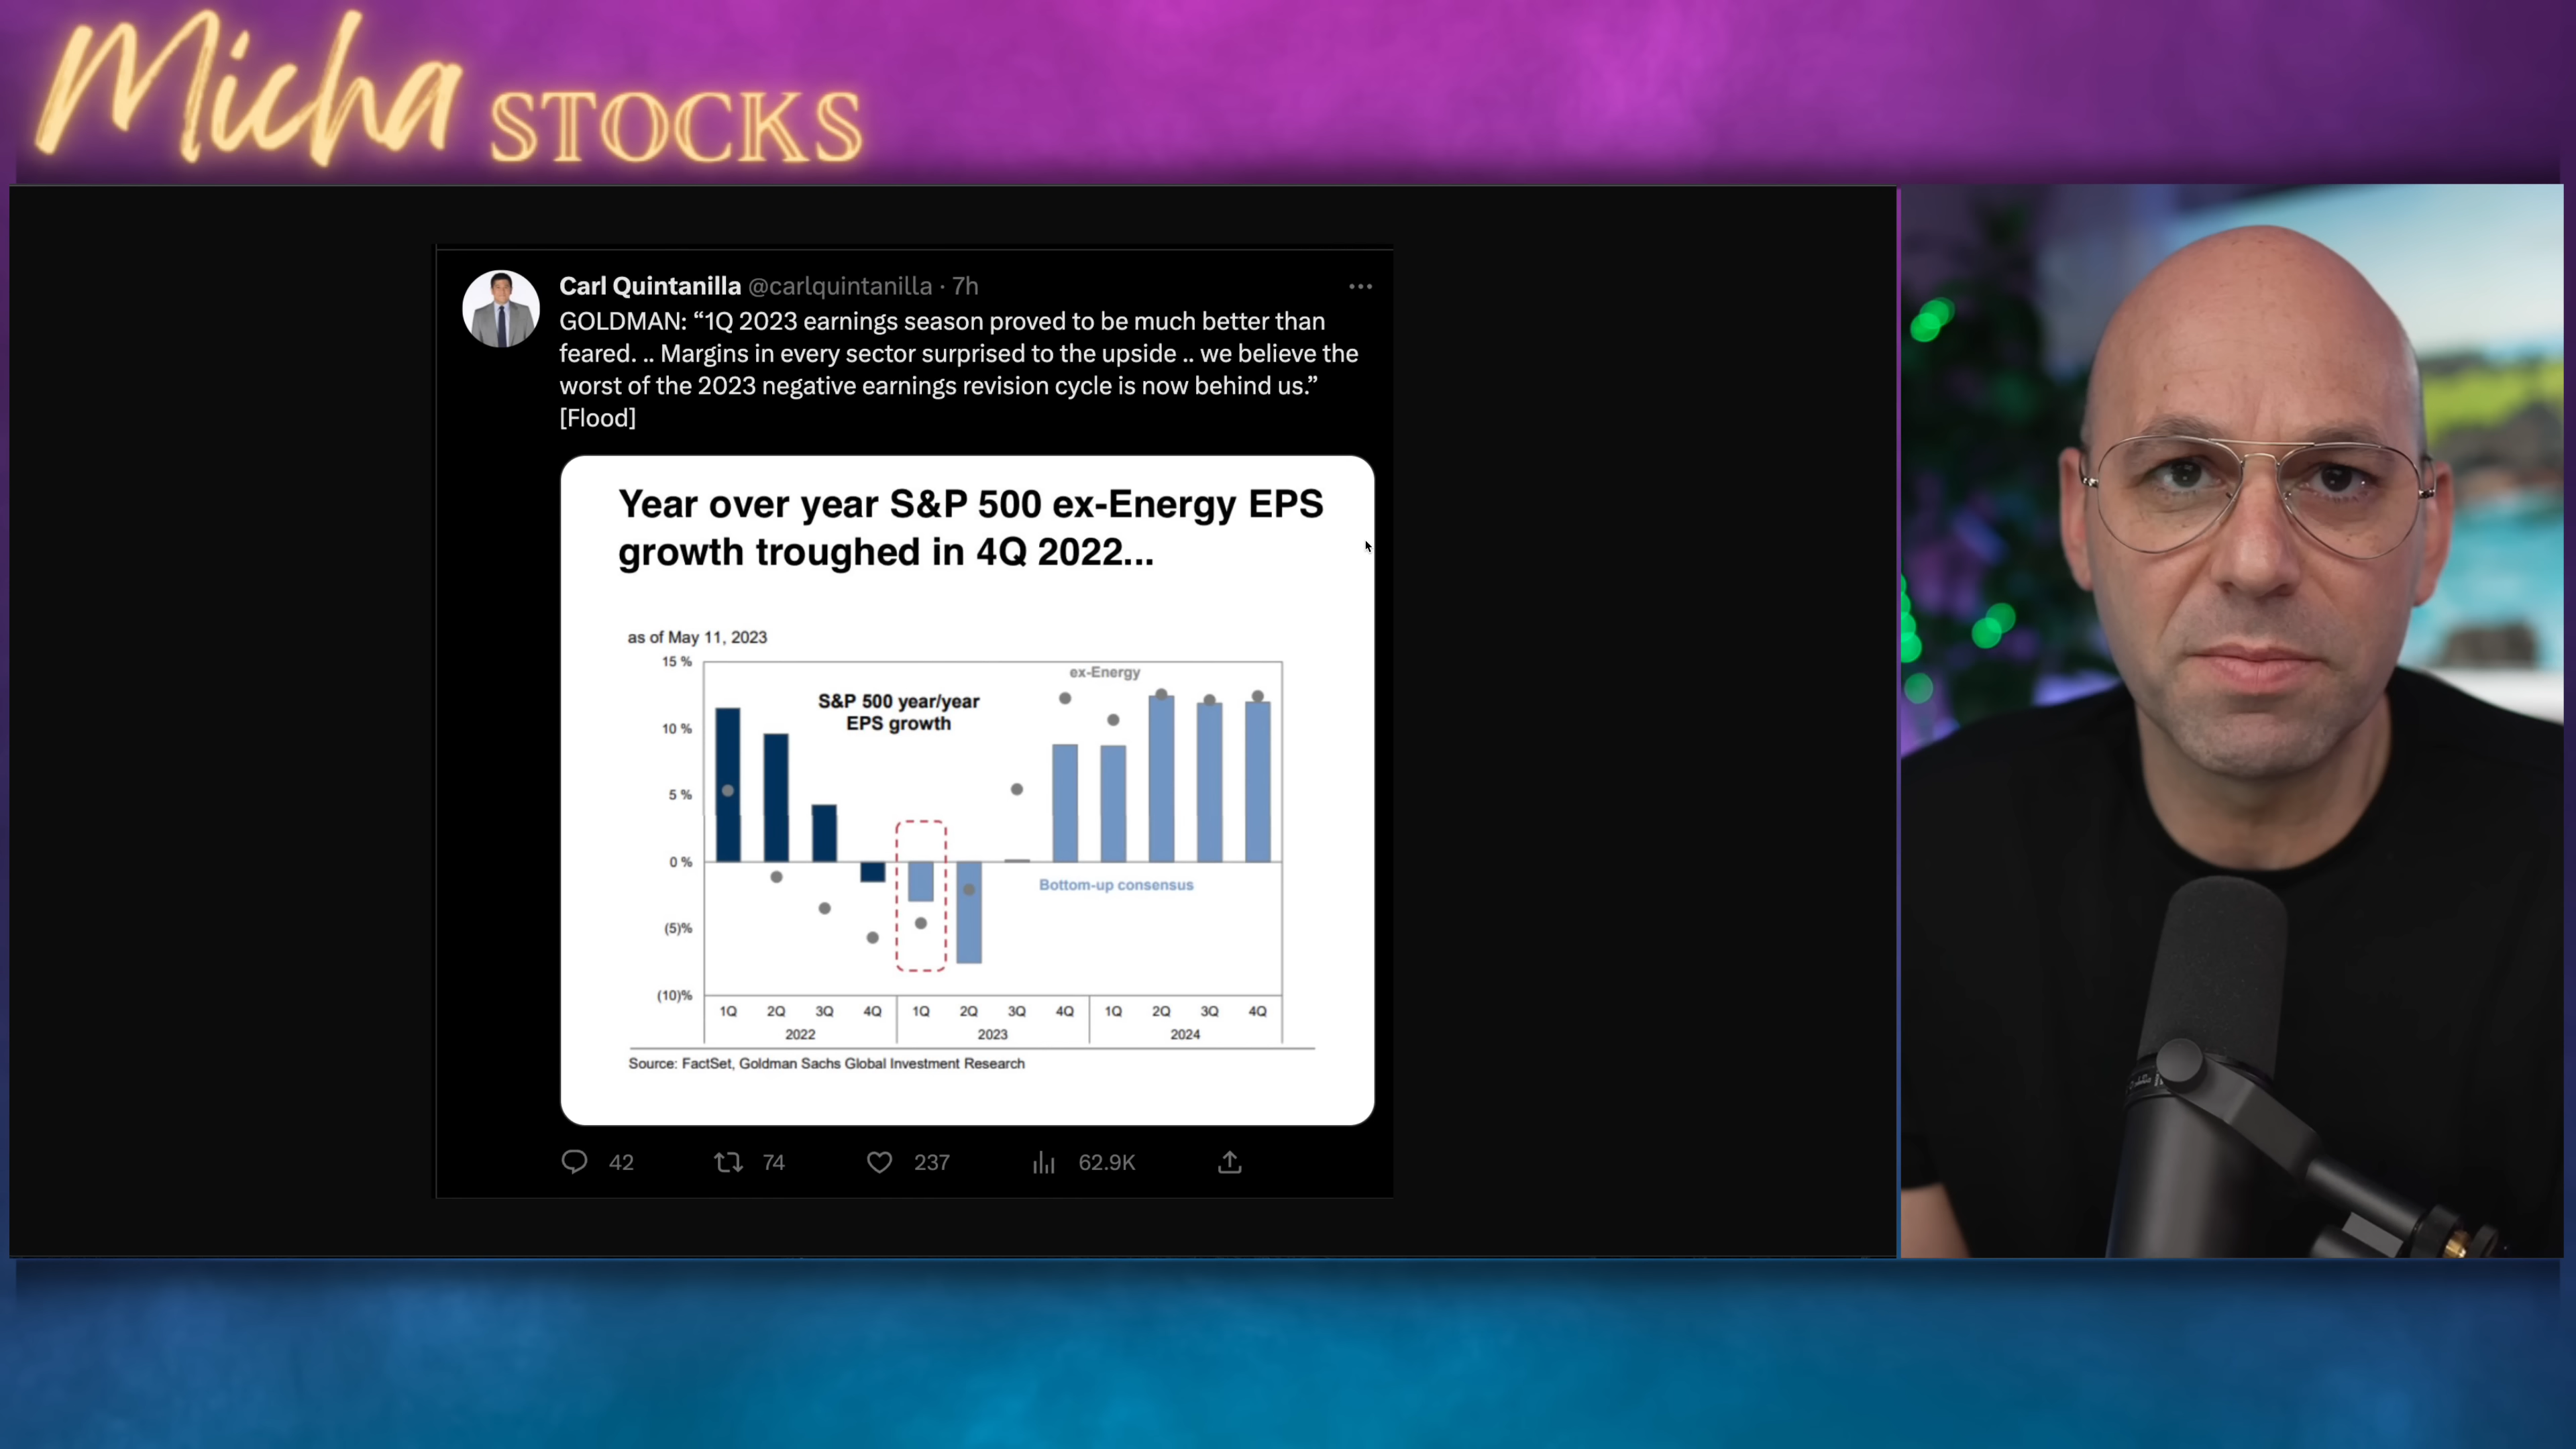 Micha STOCKS
Carl Quintanilla @carlquintanilla · 7h
GOLDMAN: “1Q 2023 earnings season proved to be much better than
feared. .. Margins in every sector surprised to the upside .. we believe the
worst of the 2023 negative earnings revision cycle is now behind us.”
[Flood]
Year over year S&P 500 ex-Energy EPS
growth troughed in 4Q 2022...
as of May 11, 2023
15 %
ex-Energy
S&P 500 year/year
EPS growth
10 %
5 %
0 %
Bottom-up consensus
(5)%
(10)%
1Q 2Q 3Q 4Q 1Q 2Q 3Q 4Q 1Q 2Q 3Q 4Q
2022 2023 2024
Source: FactSet, Goldman Sachs Global Investment Research
42 74 237 62.9K